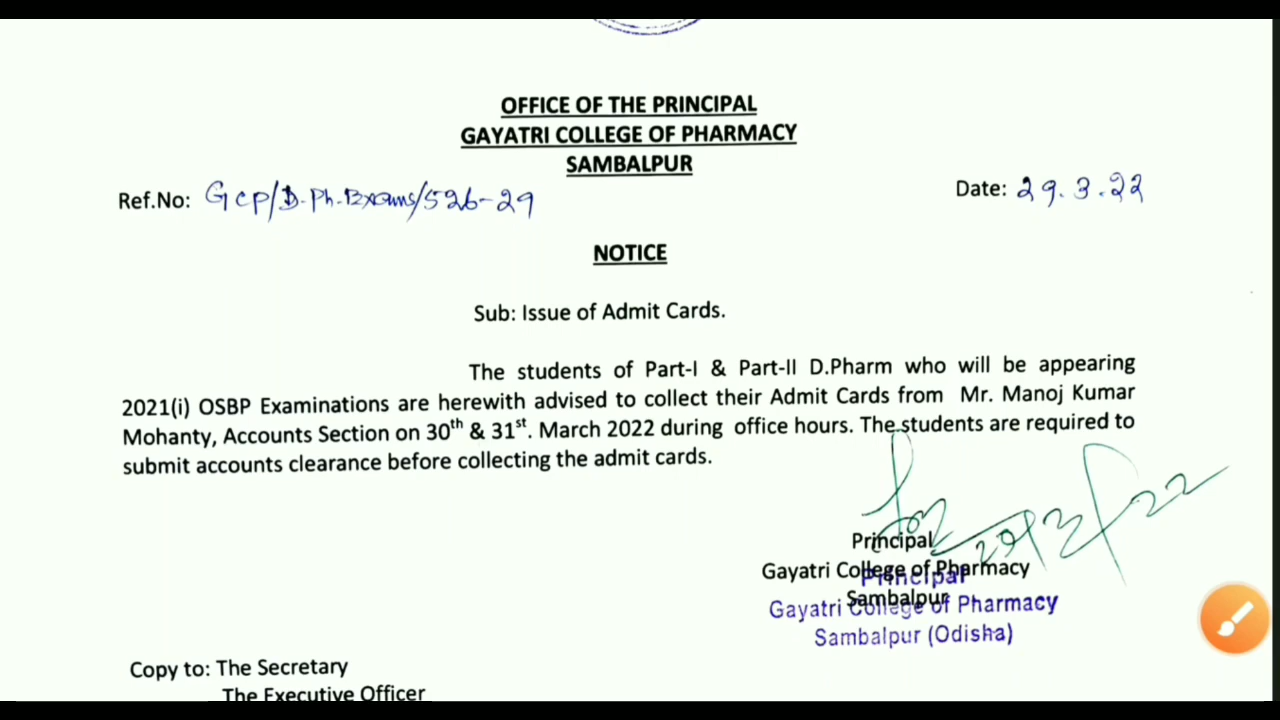 OFFICE OF THE PRINCIPAL
GAYATRI COLLEGE OF PHARMACY
SAMBALPUR
Ref.No: GCP/D.Ph.Exams/526-29
Date: 29.3.22
NOTICE
Sub: Issue of Admit Cards.
The students of Part-I & Part-II D.Pharm who will be appearing
2021(i) OSBP Examinations are herewith advised to collect their Admit Cards from Mr. Manoj Kumar
Mohanty, Accounts Section on 30th & 31st. March 2022 during office hours. The students are required to
submit accounts clearance before collecting the admit cards.
29/3/22
Principal
Gayatri College of Pharmacy
Sambalpur
Principal
Gayatri College of Pharmacy
Sambalpur (Odisha)
Copy to: The Secretary
The Executive Officer